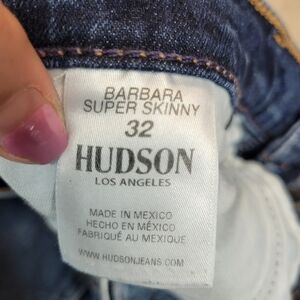 BARBARA
SUPER SKINNY
32
HUDSON
LOS ANGELES
MADE IN MEXICO
HECHO EN MÉXICO
FABRIQUÉ AU MEXIQUE
WWW.HUDSONJEANS.COM